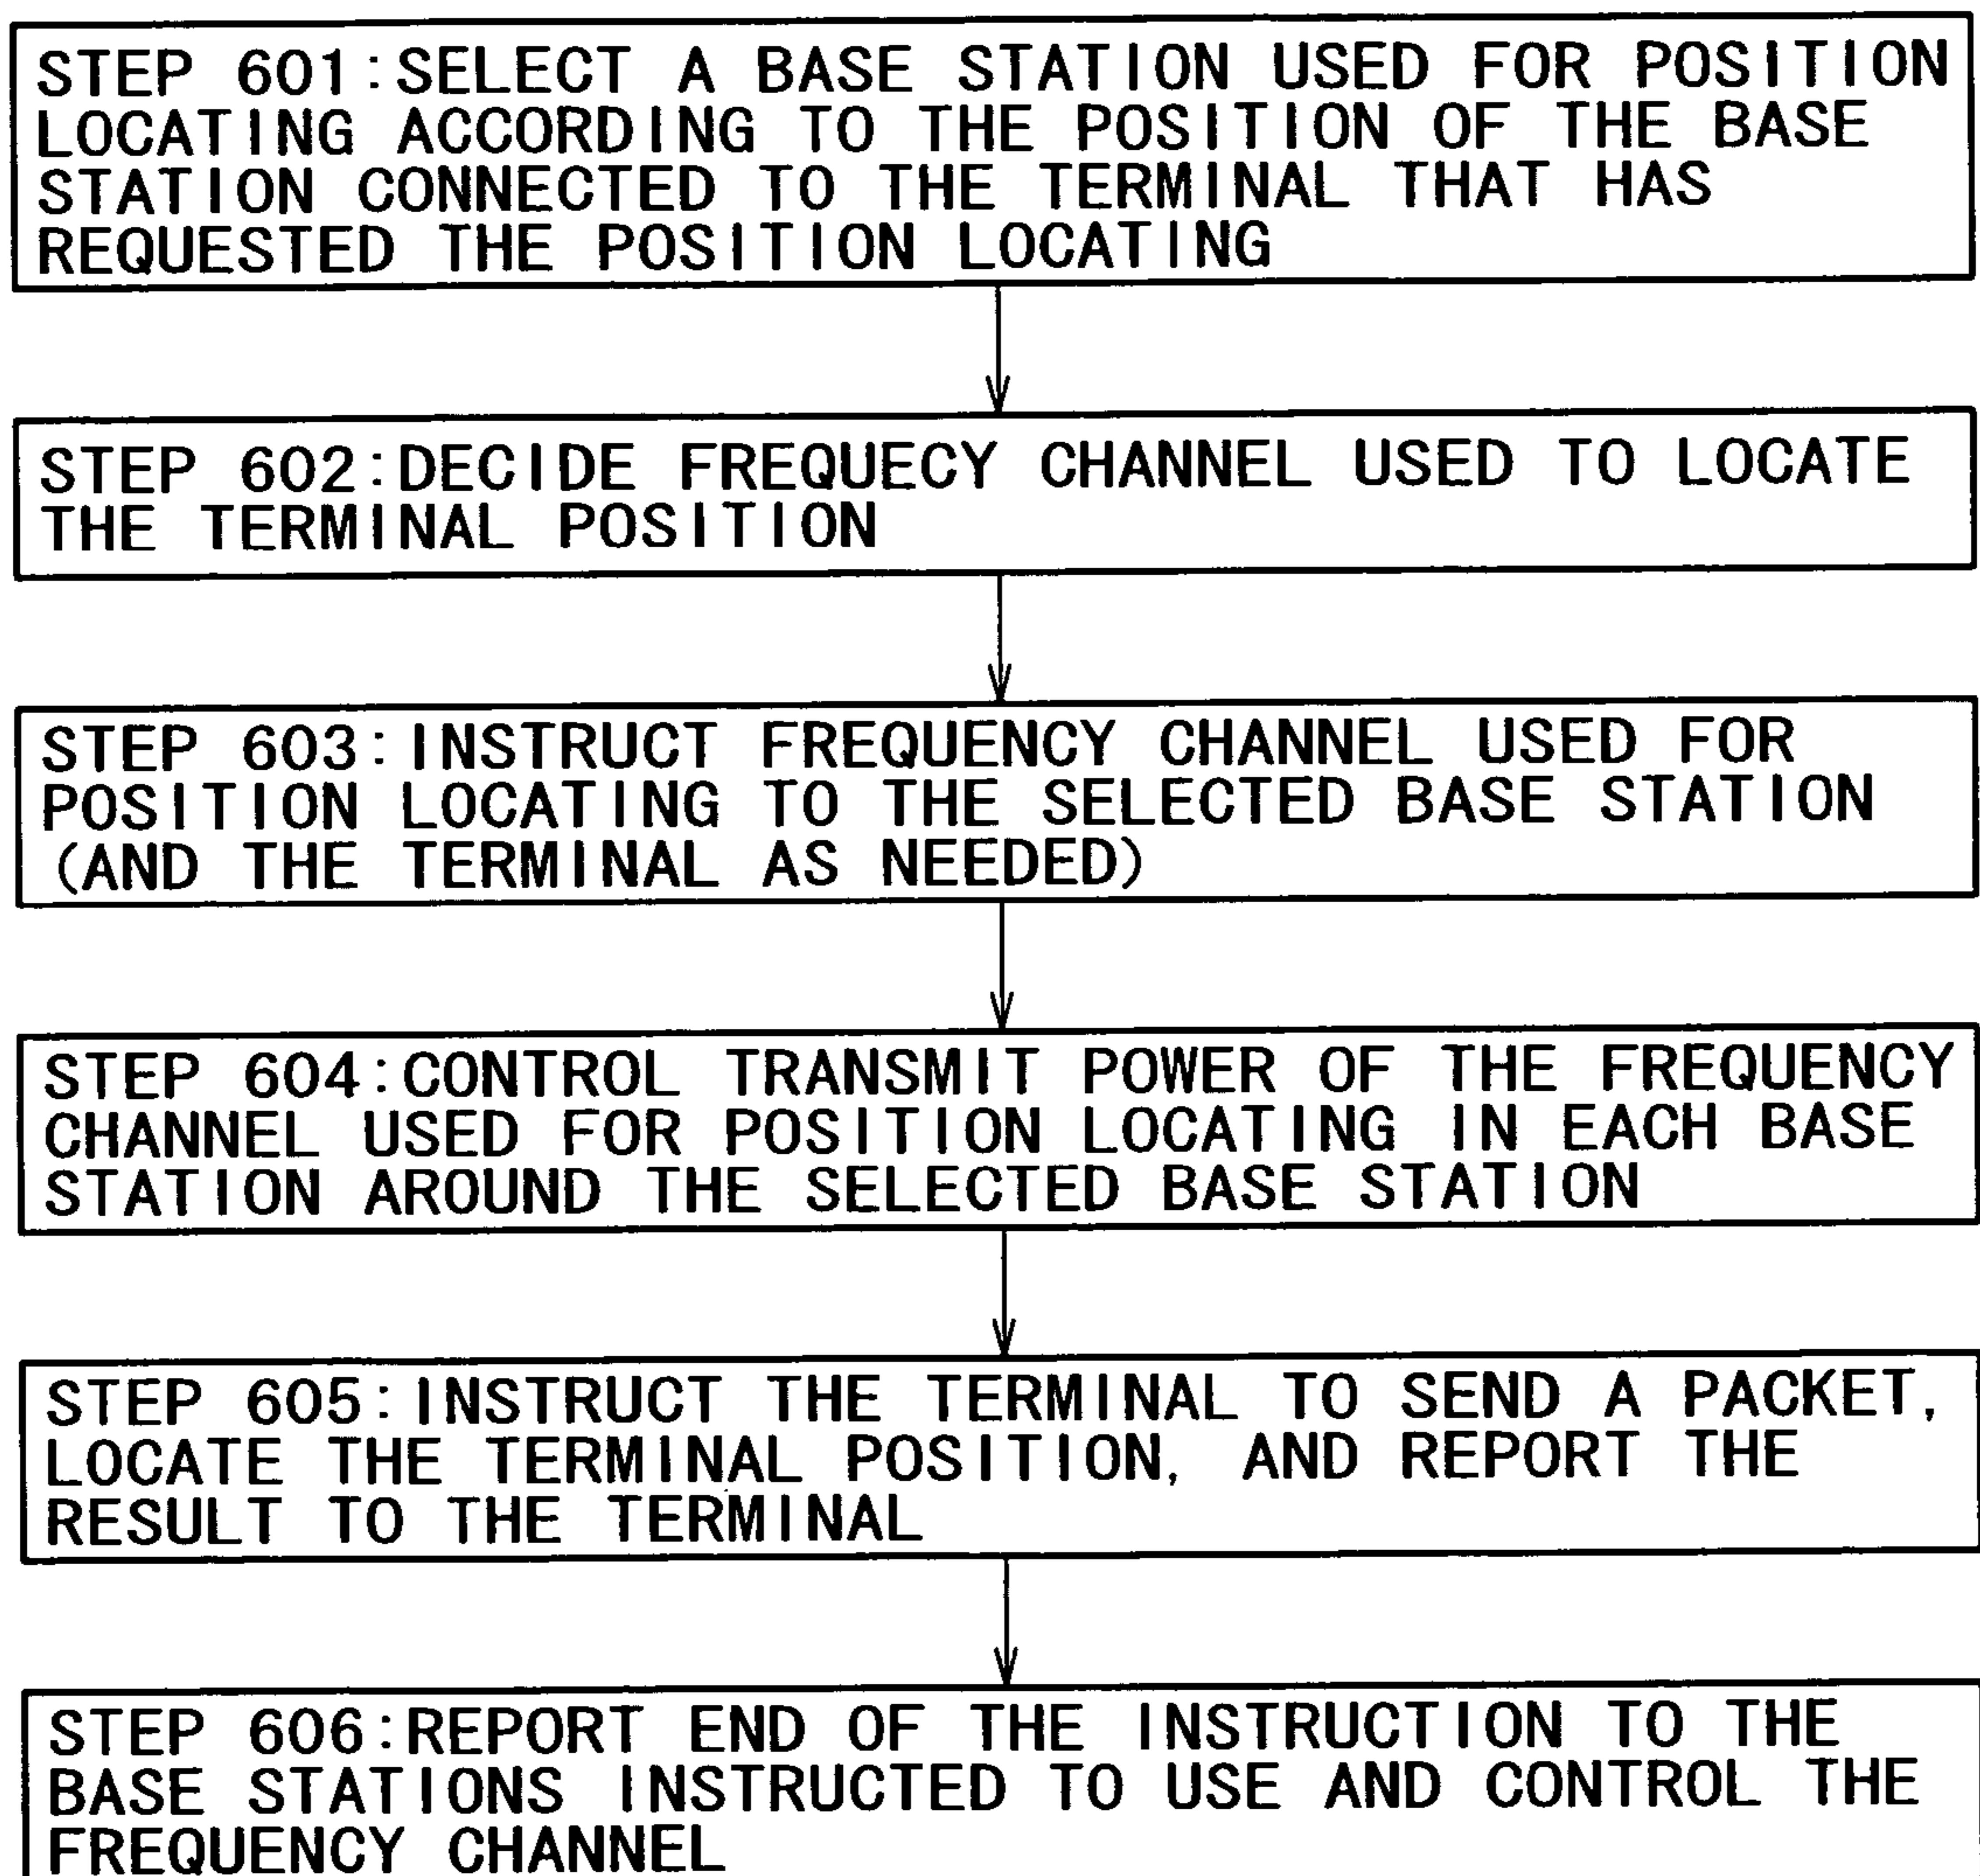 STEP 601:SELECT A BASE STATION USED FOR POSITION
LOCATING ACCORDING TO THE POSITION OF THE BASE
STATION CONNECTED TO THE TERMINAL THAT HAS
REQUESTED THE POSITION LOCATING
STEP 602:DECIDE FREQUECY CHANNEL USED TO LOCATE
THE TERMINAL POSITION
STEP 603:INSTRUCT FREQUENCY CHANNEL USED FOR
POSITION LOCATING TO THE SELECTED BASE STATION
(AND THE TERMINAL AS NEEDED)
STEP 604:CONTROL TRANSMIT POWER OF THE FREQUENCY
CHANNEL USED FOR POSITION LOCATING IN EACH BASE
STATION AROUND THE SELECTED BASE STATION
STEP 605:INSTRUCT THE TERMINAL TO SEND A PACKET,
LOCATE THE TERMINAL POSITION, AND REPORT THE
RESULT TO THE TERMINAL
STEP 606:REPORT END OF THE INSTRUCTION TO THE
BASE STATIONS INSTRUCTED TO USE AND CONTROL THE
FREQUENCY CHANNEL